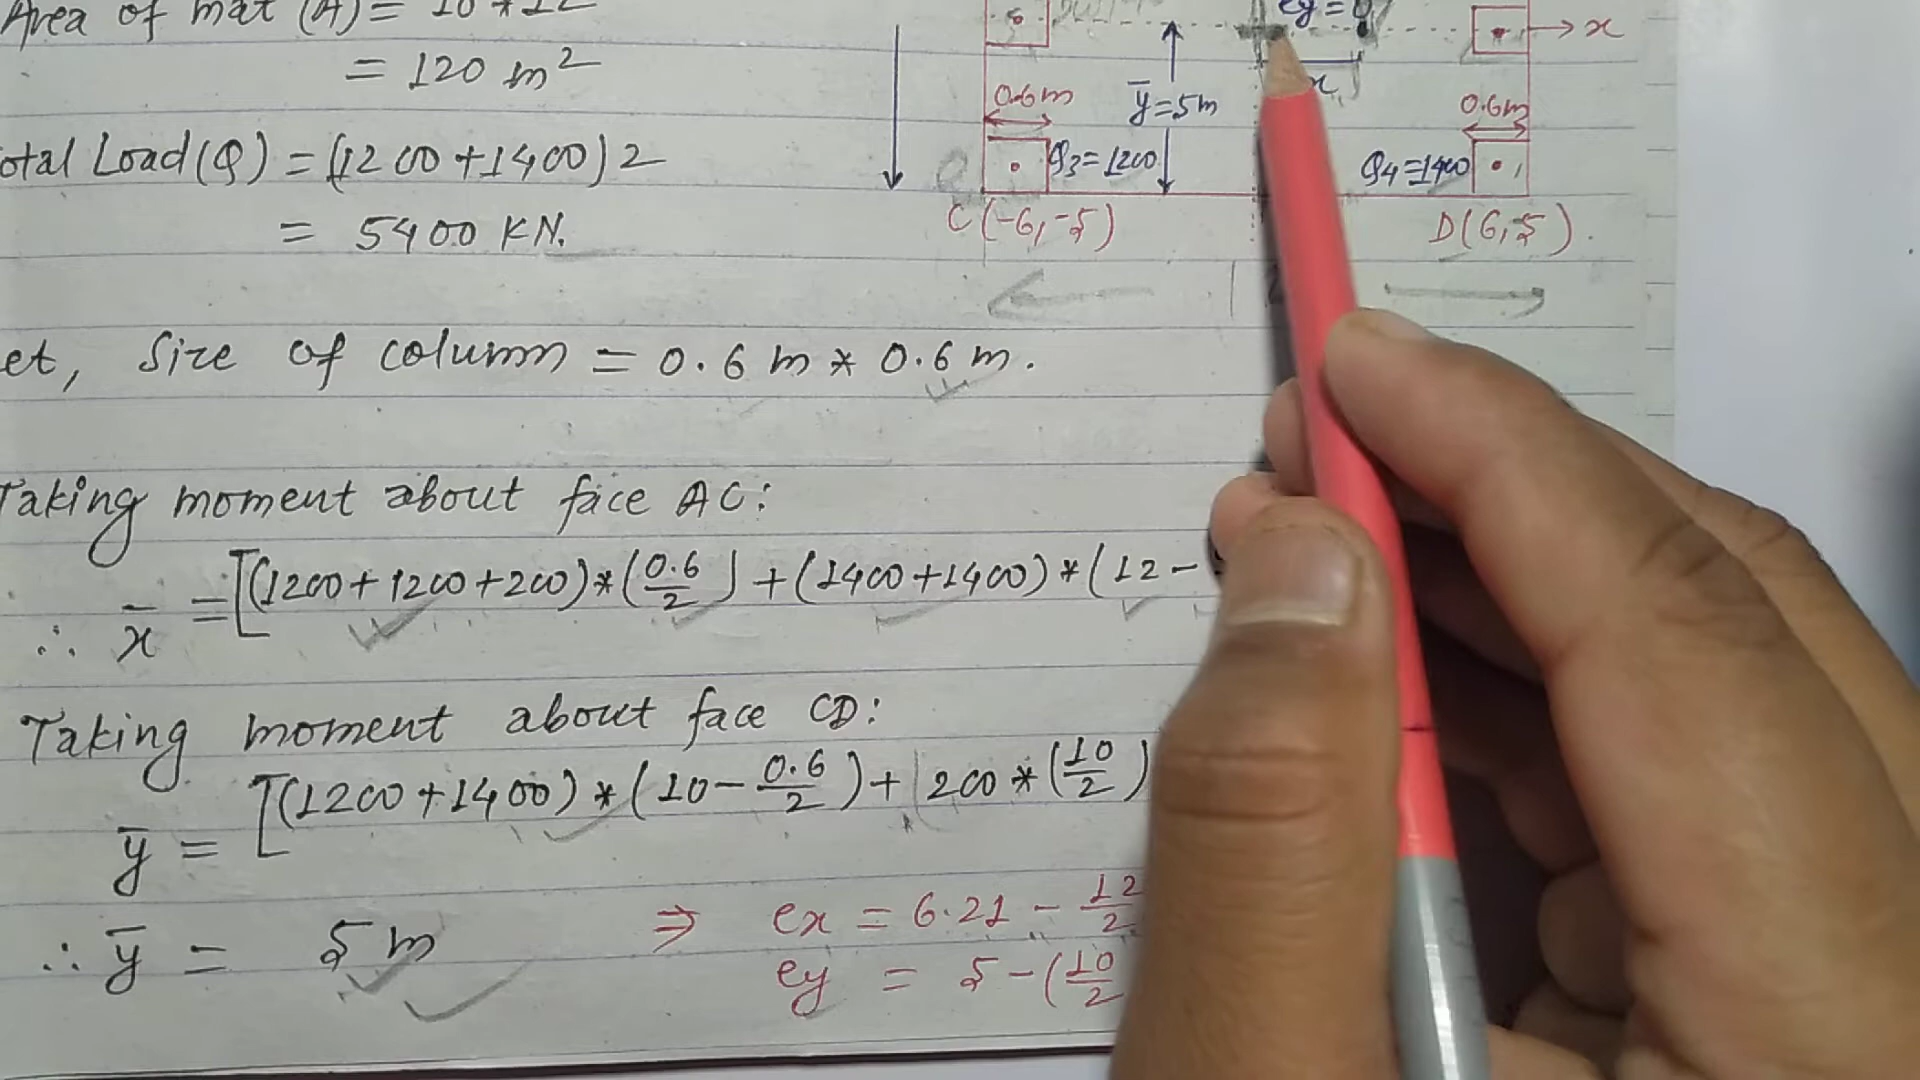 Area of mat (A) = 10 * 12
= 120 m²
otal Load (Q) = (1200+1400) 2
= 5400 KN.
et, Size of column = 0.6 m * 0.6 m.
Taking moment about face AC:
∴ x̄ = [(1200+1200+200)*(0.6/2) + (1400+1400)*(12 -
Taking moment about face CD:
ȳ = [(1200+1400) * (10 - 0.6/2) + 200 * (10/2)
∴ ȳ = 5 m
⇒ ex = 6.21 - 12/2
ey = 5 - (10/2
ey = 0
x
x
0.6m
ȳ = 5m
0.6m
Q3 = 1200
Q4 = 1400
C (-6, -5)
D (6, -5)